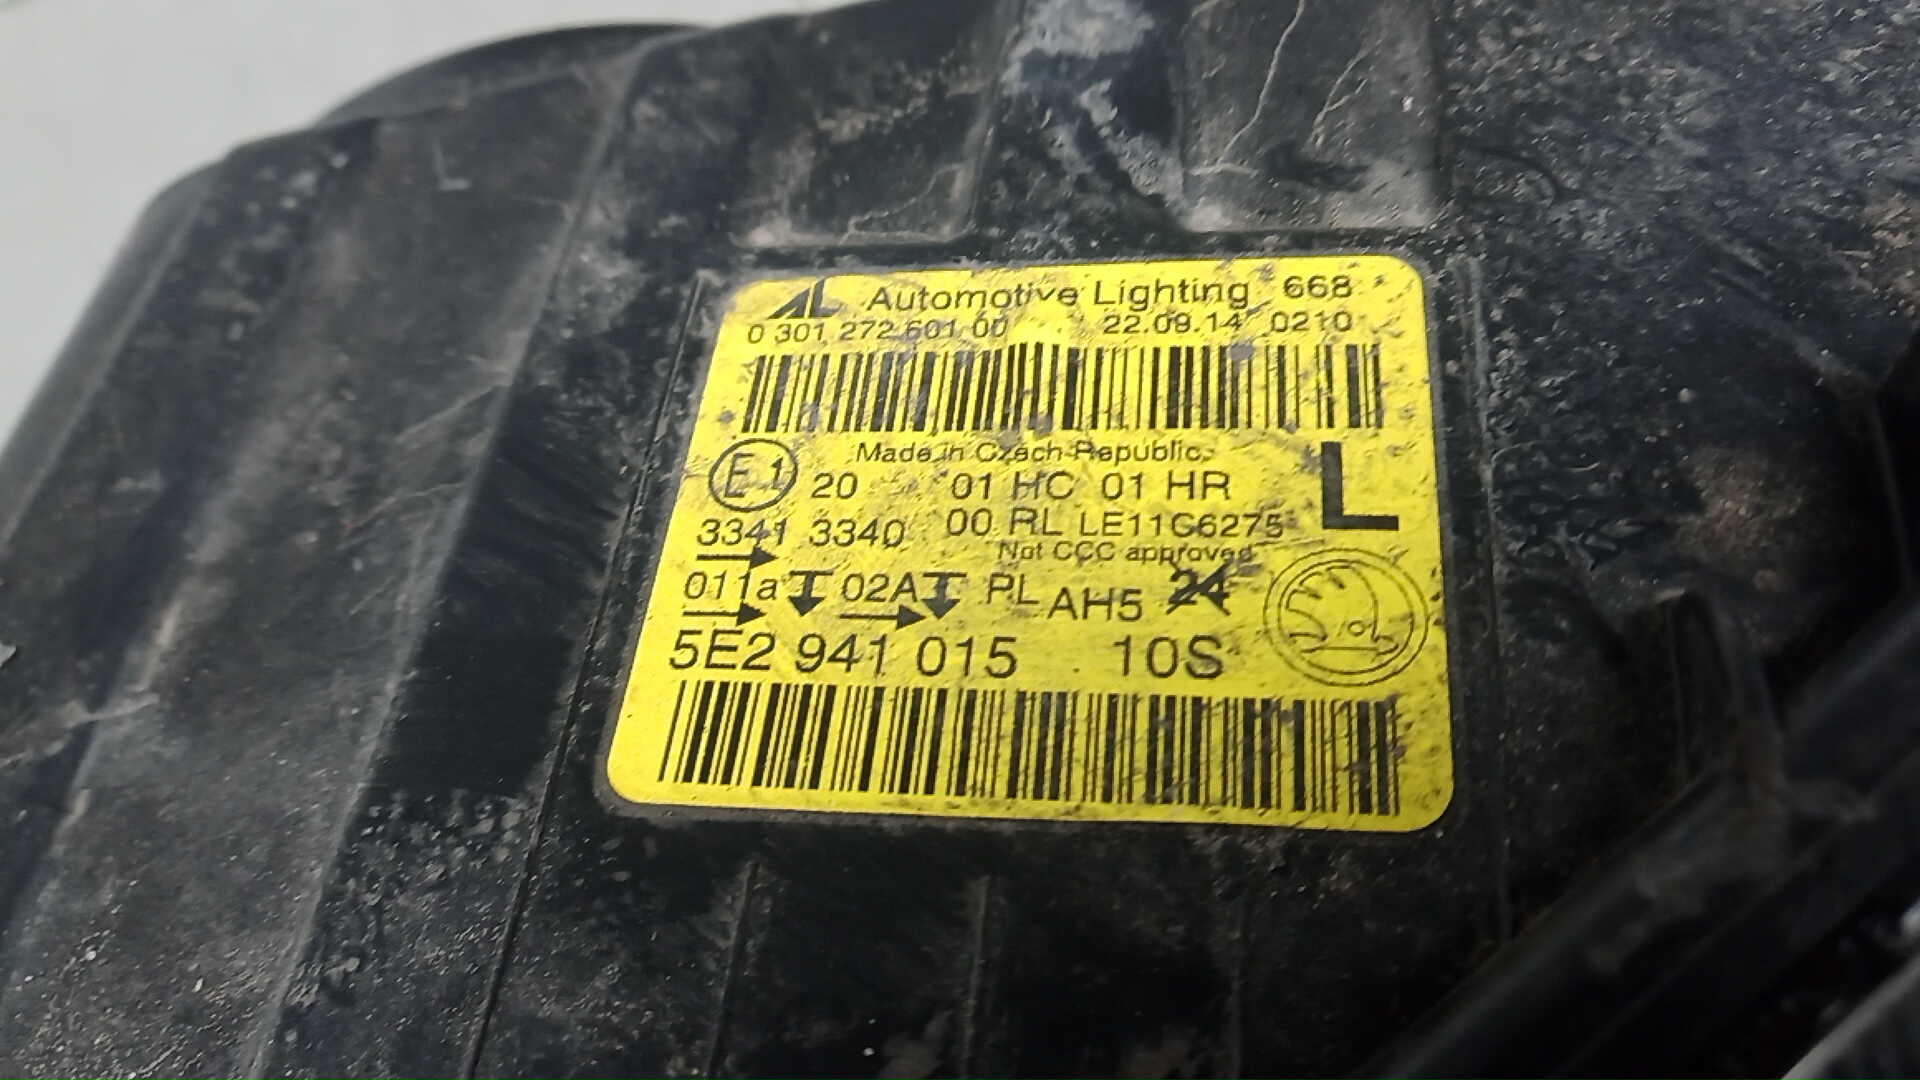 AL Automotive Lighting 668
0 301 272 601 00 22.09.14 0210
Made in Czech Republic
E1 20 01 HC 01 HR L
3341 3340 00 RL LE11C6275
Not CCC approved
011a 02A PL AH5 24
5E2 941 015 10S